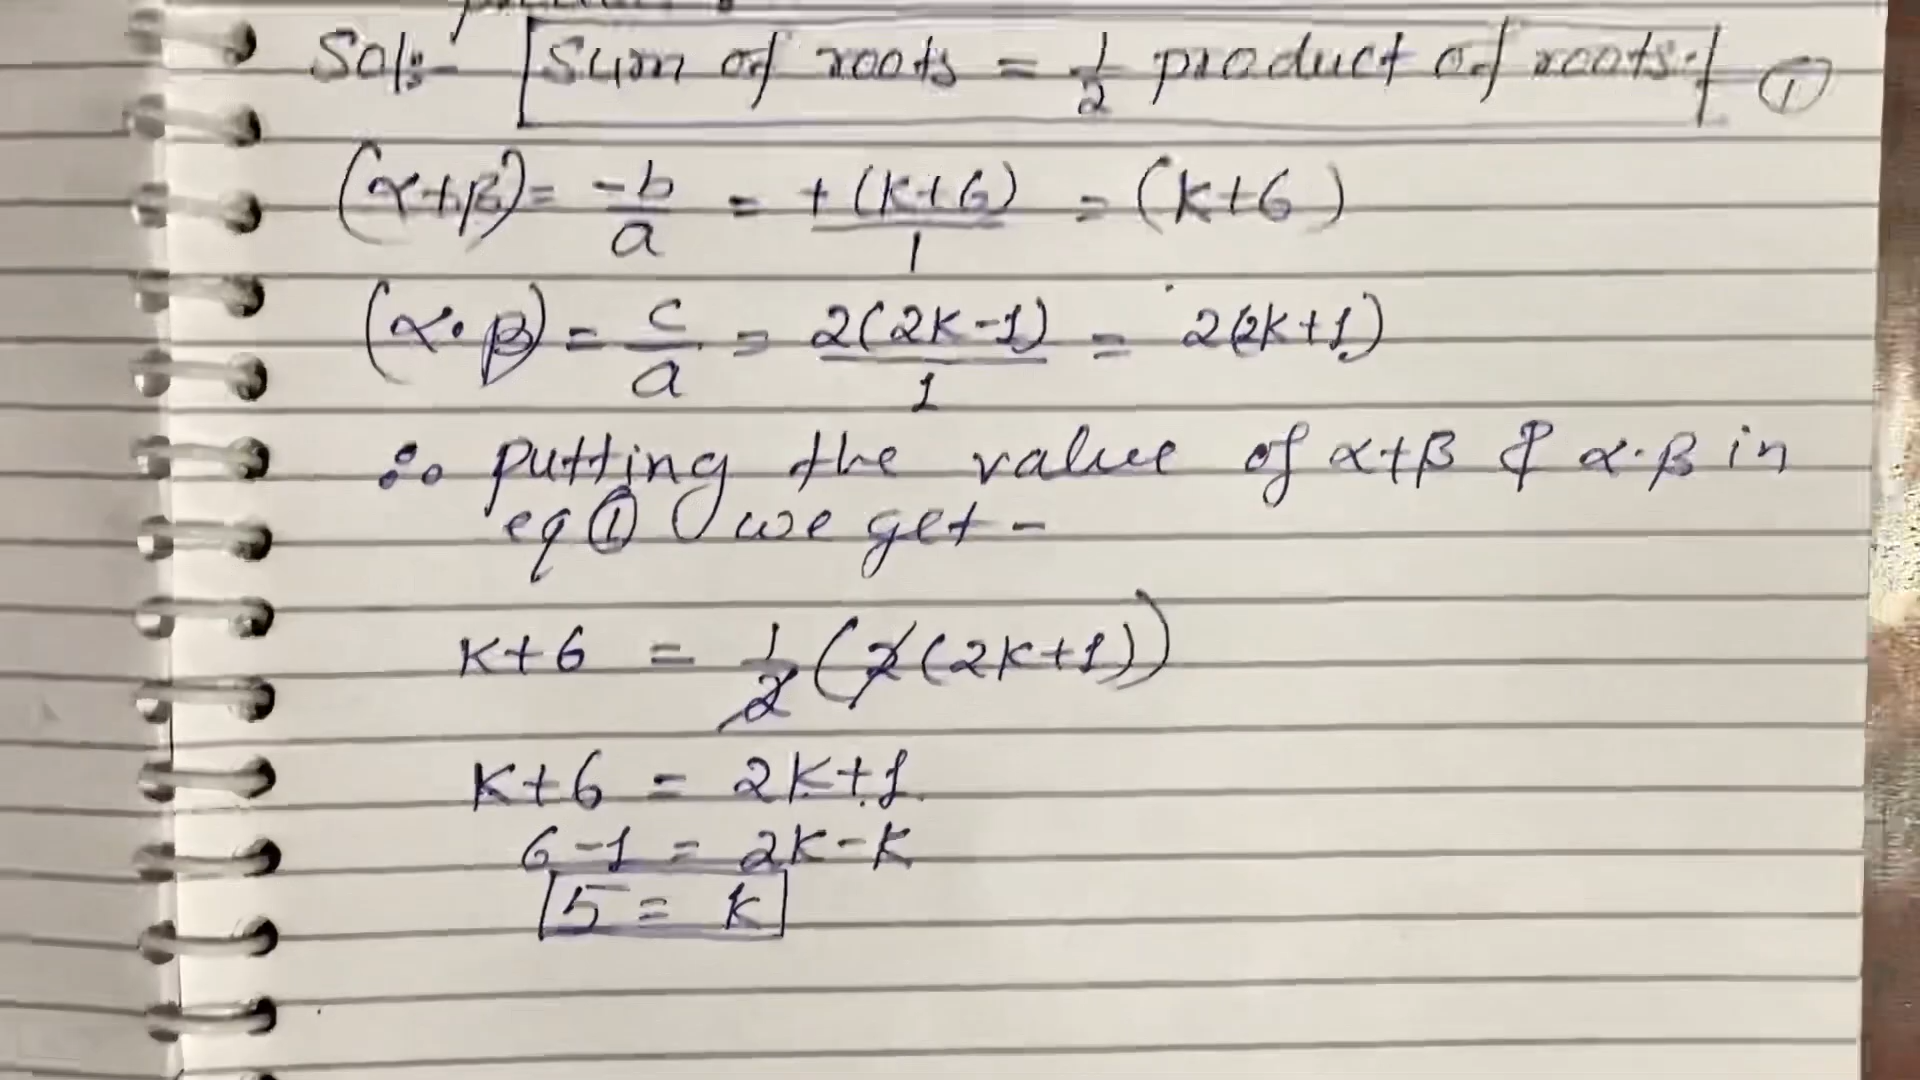 Sol:- Sum of roots = 1/2 product of roots. ①
(α+β) = -b/a = +(k+6)/1 = (k+6)
(α·β) = c/a = 2(2k-1)/1 = 2(2k+1)
∴ putting the value of α+β & α·β in
eq ① we get -
k+6 = 1/2 (2(2k+1))
k+6 = 2k+1
6-1 = 2k-k
5 = k